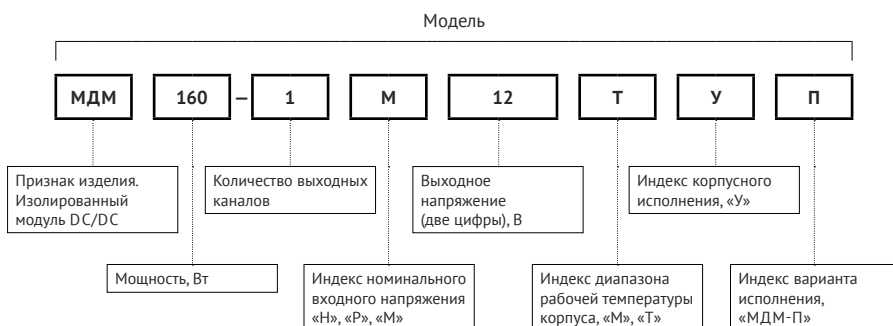 Модель
МДМ 160 – 1 М 12 Т У П
Признак изделия.
Изолированный
модуль DC/DC
Количество выходных
каналов
Выходное
напряжение
(две цифры), В
Индекс корпусного
исполнения, «У»
Мощность, Вт
Индекс номинального
входного напряжения
«Н», «Р», «М»
Индекс диапазона
рабочей температуры
корпуса, «М», «Т»
Индекс варианта
исполнения,
«МДМ-П»